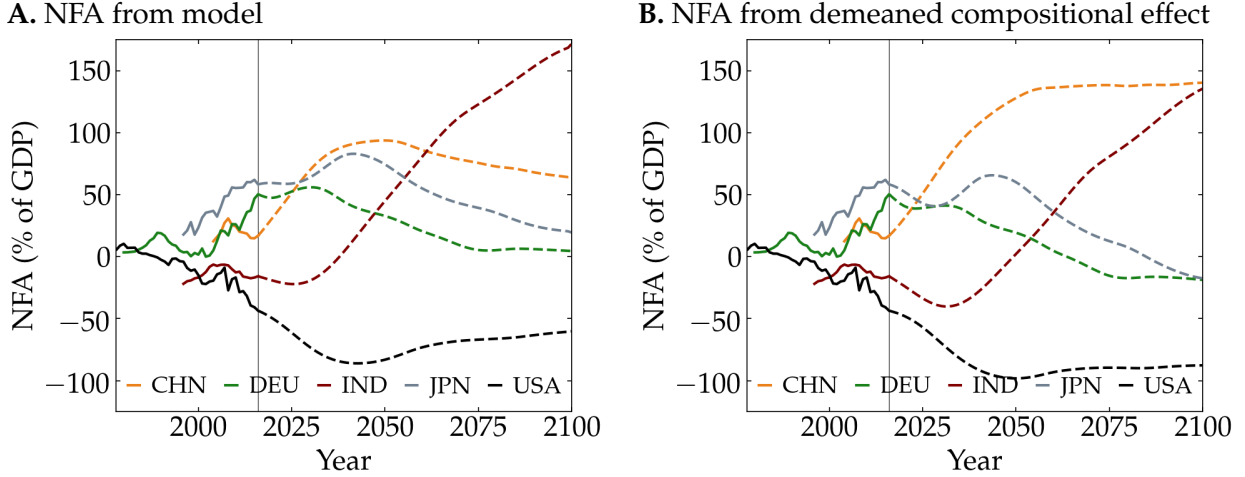 A. NFA from model
B. NFA from demeaned compositional effect
NFA (% of GDP)
150
100
50
0
−50
−100
CHN DEU IND JPN USA
2000 2025 2050 2075 2100
Year
NFA (% of GDP)
150
100
50
0
−50
−100
CHN DEU IND JPN USA
2000 2025 2050 2075 2100
Year